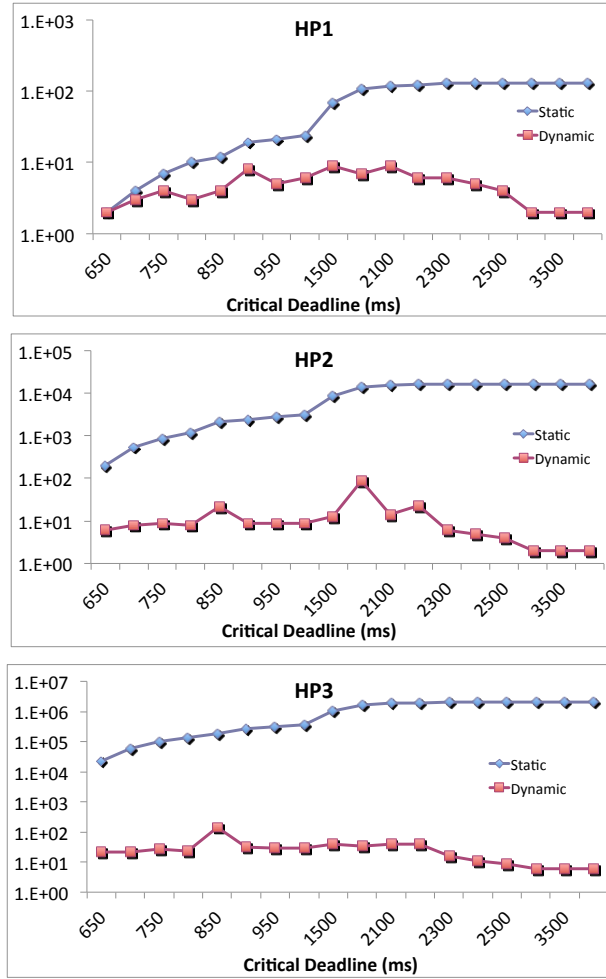 HP1
1.E+03
1.E+02
1.E+01
1.E+00
Static
Dynamic
650
750
850
950
1500
2100
2300
2500
3500
Critical Deadline (ms)
HP2
1.E+05
1.E+04
1.E+03
1.E+02
1.E+01
1.E+00
Static
Dynamic
650
750
850
950
1500
2100
2300
2500
3500
Critical Deadline (ms)
HP3
1.E+07
1.E+06
1.E+05
1.E+04
1.E+03
1.E+02
1.E+01
1.E+00
Static
Dynamic
650
750
850
950
1500
2100
2300
2500
3500
Critical Deadline (ms)